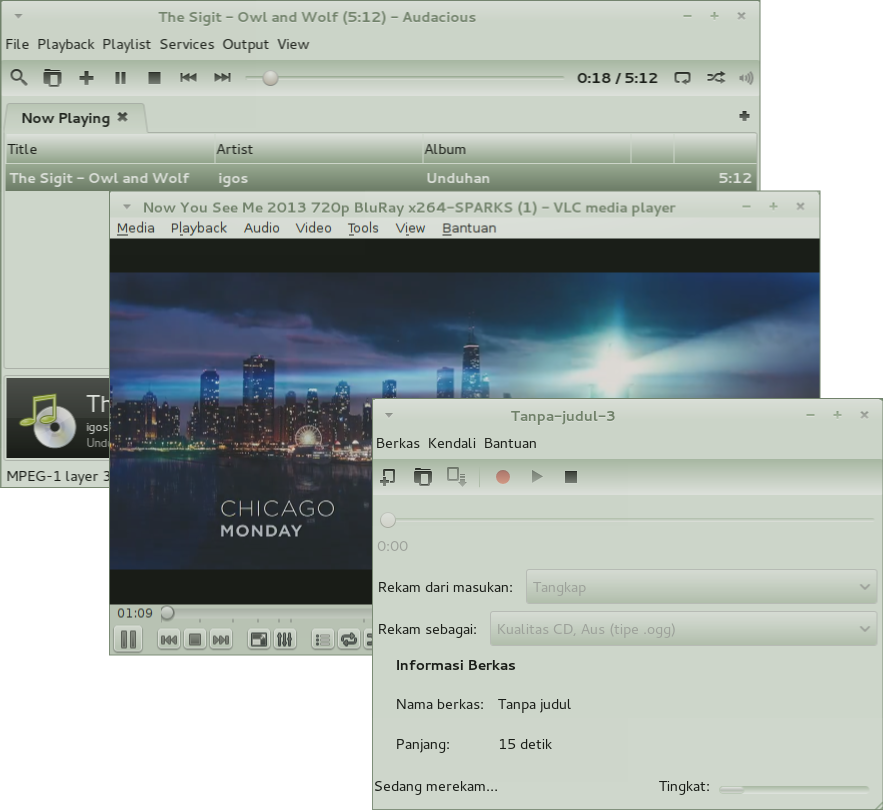 The Sigit – Owl and Wolf (5:12) – Audacious
File Playback Playlist Services Output View
0:18 / 5:12
Now Playing
Title Artist Album
The Sigit – Owl and Wolf igos Unduhan 5:12
Now You See Me 2013 720p BluRay x264-SPARKS (1) – VLC media player
Media Playback Audio Video Tools View Bantuan
Th
igos
Undu
MPEG-1 layer 3
CHICAGO
MONDAY
01:09
Tanpa-judul-3
Berkas Kendali Bantuan
0:00
Rekam dari masukan: Tangkap
Rekam sebagai: Kualitas CD, Aus (tipe .ogg)
Informasi Berkas
Nama berkas: Tanpa judul
Panjang: 15 detik
Sedang merekam... Tingkat: